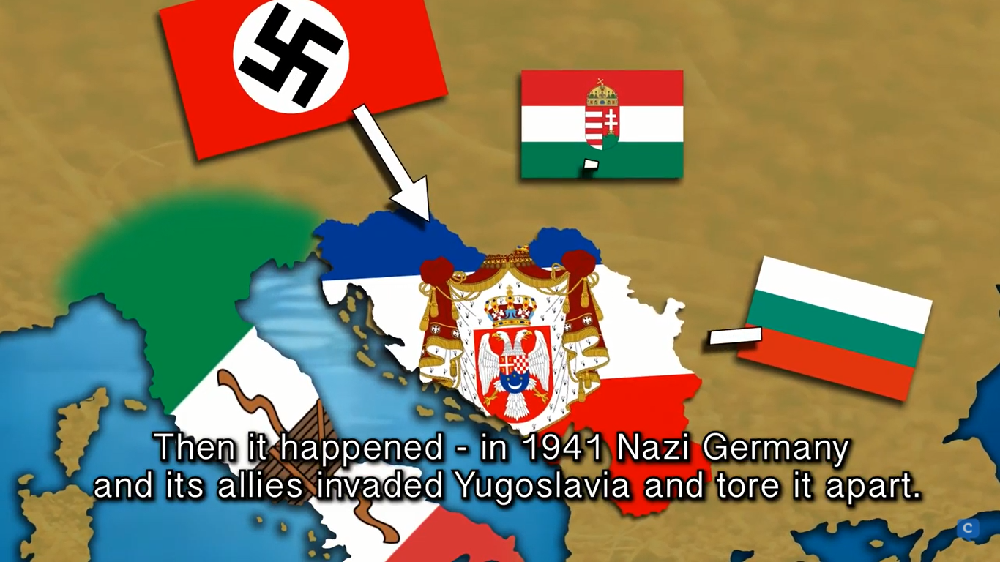 Then it happened - in 1941 Nazi Germany
and its allies invaded Yugoslavia and tore it apart.
C